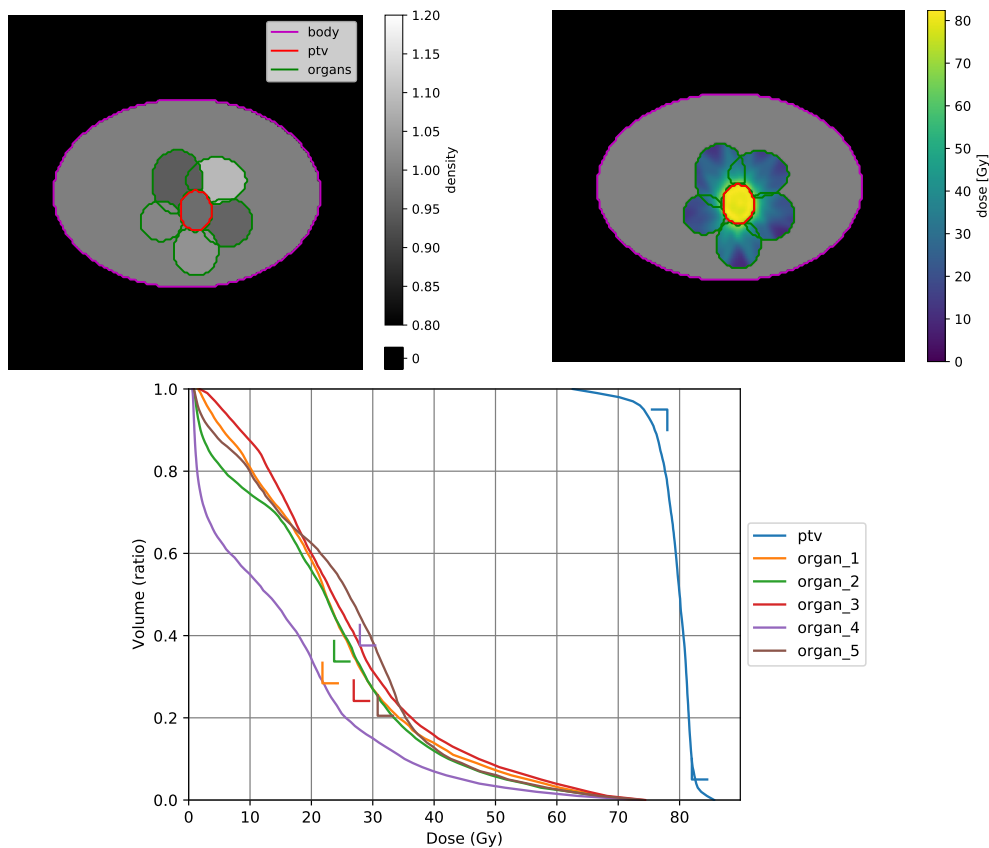 body
ptv
organs
1.20
1.15
1.10
1.05
1.00
0.95
0.90
0.85
0.80
0
density
80
70
60
50
40
30
20
10
0
dose [Gy]
1.0
0.8
0.6
0.4
0.2
0.0
Volume (ratio)
0 10 20 30 40 50 60 70 80
Dose (Gy)
ptv
organ_1
organ_2
organ_3
organ_4
organ_5